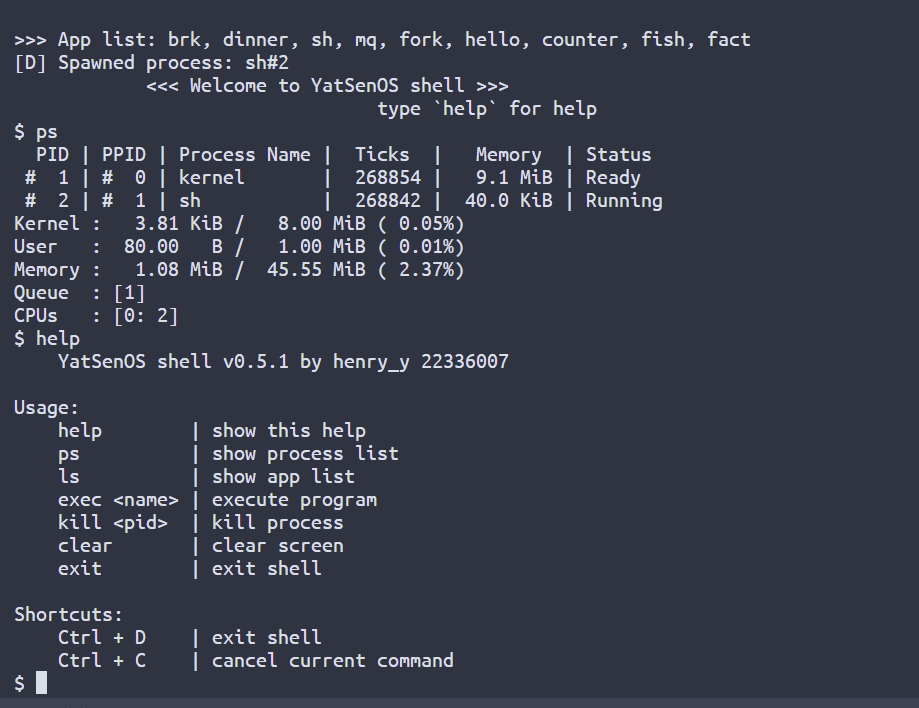 >>> App list: brk, dinner, sh, mq, fork, hello, counter, fish, fact
[D] Spawned process: sh#2
            <<< Welcome to YatSenOS shell >>>
                                 type `help` for help
$ ps
  PID | PPID | Process Name |  Ticks  |   Memory  | Status
 #  1 | #  0 | kernel       |  268854 |   9.1 MiB | Ready
 #  2 | #  1 | sh           |  268842 |  40.0 KiB | Running
Kernel :   3.81 KiB /   8.00 MiB ( 0.05%)
User   :  80.00   B /   1.00 MiB ( 0.01%)
Memory :   1.08 MiB /  45.55 MiB ( 2.37%)
Queue  : [1]
CPUs   : [0: 2]
$ help
    YatSenOS shell v0.5.1 by henry_y 22336007

Usage:
    help        | show this help
    ps          | show process list
    ls          | show app list
    exec <name> | execute program
    kill <pid>  | kill process
    clear       | clear screen
    exit        | exit shell

Shortcuts:
    Ctrl + D    | exit shell
    Ctrl + C    | cancel current command
$